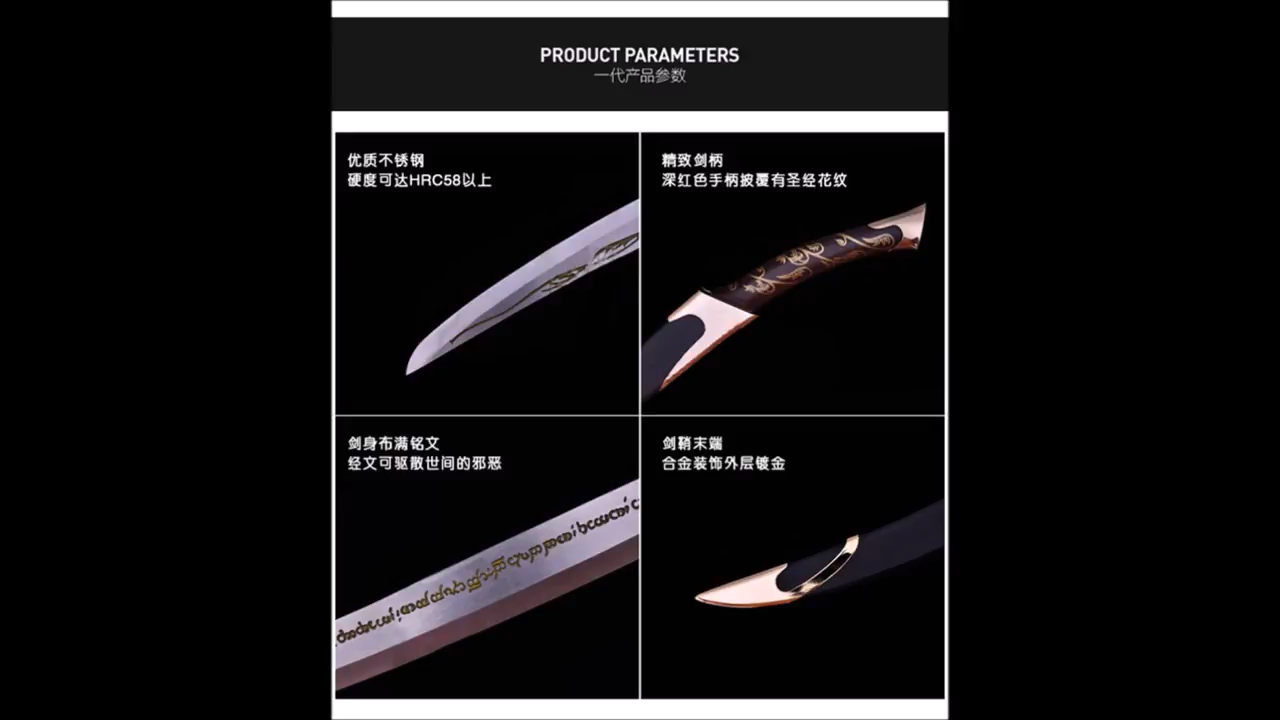 PRODUCT PARAMETERS
一代产品参数
优质不锈钢
硬度可达HRC58以上
精致剑柄
深红色手柄披覆有圣经花纹
剑身布满铭文
经文可驱散世间的邪恶
剑鞘末端
合金装饰外层镀金